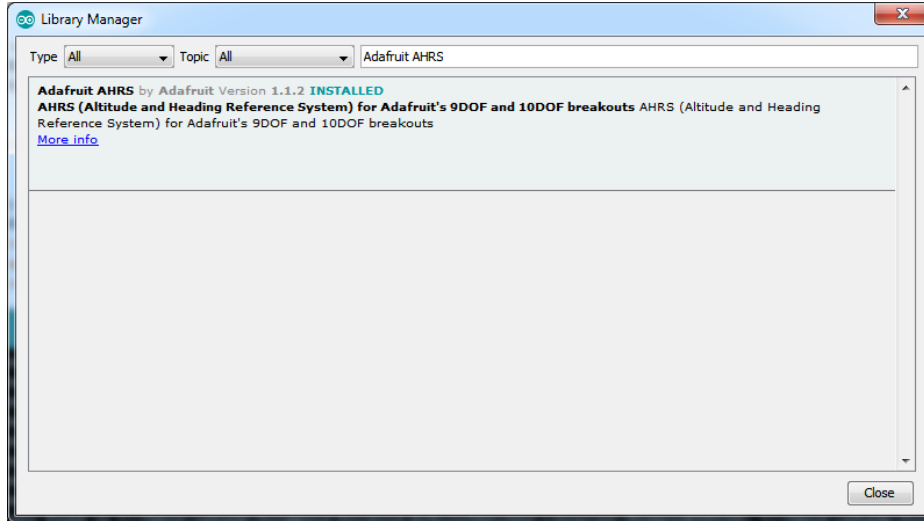 Library Manager
Type All Topic All Adafruit AHRS
Adafruit AHRS by Adafruit Version 1.1.2 INSTALLED
AHRS (Altitude and Heading Reference System) for Adafruit's 9DOF and 10DOF breakouts AHRS (Altitude and Heading
Reference System) for Adafruit's 9DOF and 10DOF breakouts
More info
Close